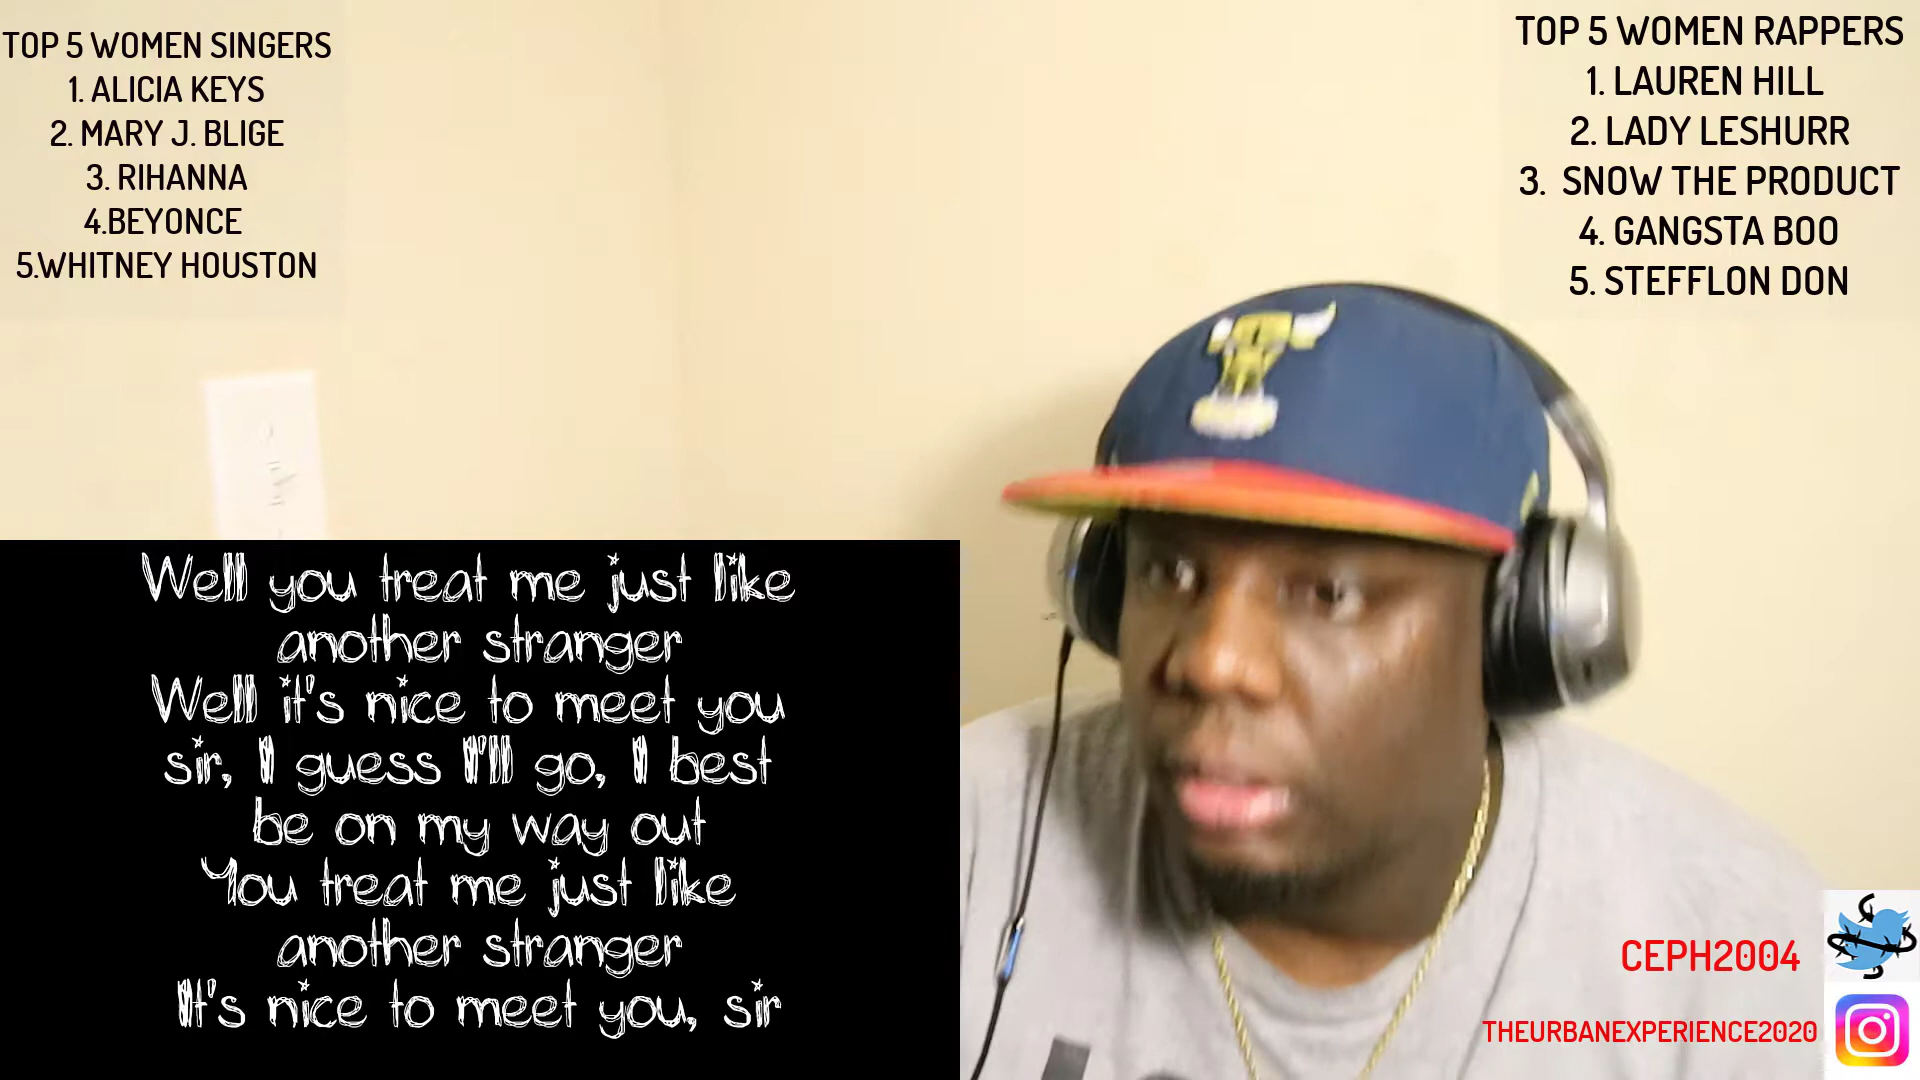 TOP 5 WOMEN SINGERS
1. ALICIA KEYS
2. MARY J. BLIGE
3. RIHANNA
4.BEYONCE
5.WHITNEY HOUSTON
TOP 5 WOMEN RAPPERS
1. LAUREN HILL
2. LADY LESHURR
3. SNOW THE PRODUCT
4. GANGSTA BOO
5. STEFFLON DON
Well you treat me just like
another stranger
Well it's nice to meet you
sir, I guess I'll go, I best
be on my way out
You treat me just like
another stranger
It's nice to meet you, sir
CEPH2004
THEURBANEXPERIENCE2020